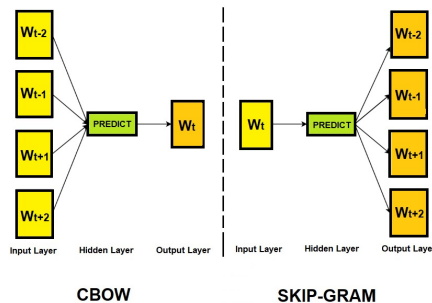 Wt-2
Wt-1
Wt+1
Wt+2
PREDICT
Wt
Input Layer Hidden Layer Output Layer
CBOW
Wt
PREDICT
Wt-2
Wt-1
Wt+1
Wt+2
Input Layer Hidden Layer Output Laye
SKIP-GRAM